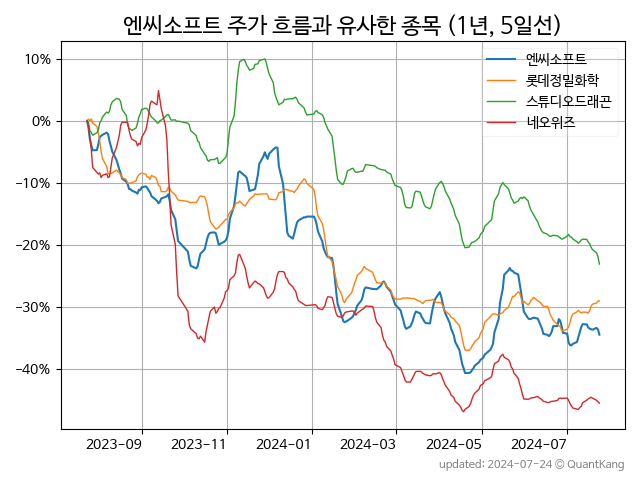 엔씨소프트 주가 흐름과 유사한 종목 (1년, 5일선)
엔씨소프트
롯데정밀화학
스튜디오드래곤
네오위즈
10%
0%
−10%
−20%
−30%
−40%
2023-09
2023-11
2024-01
2024-03
2024-05
2024-07
updated: 2024-07-24 © QuantKang